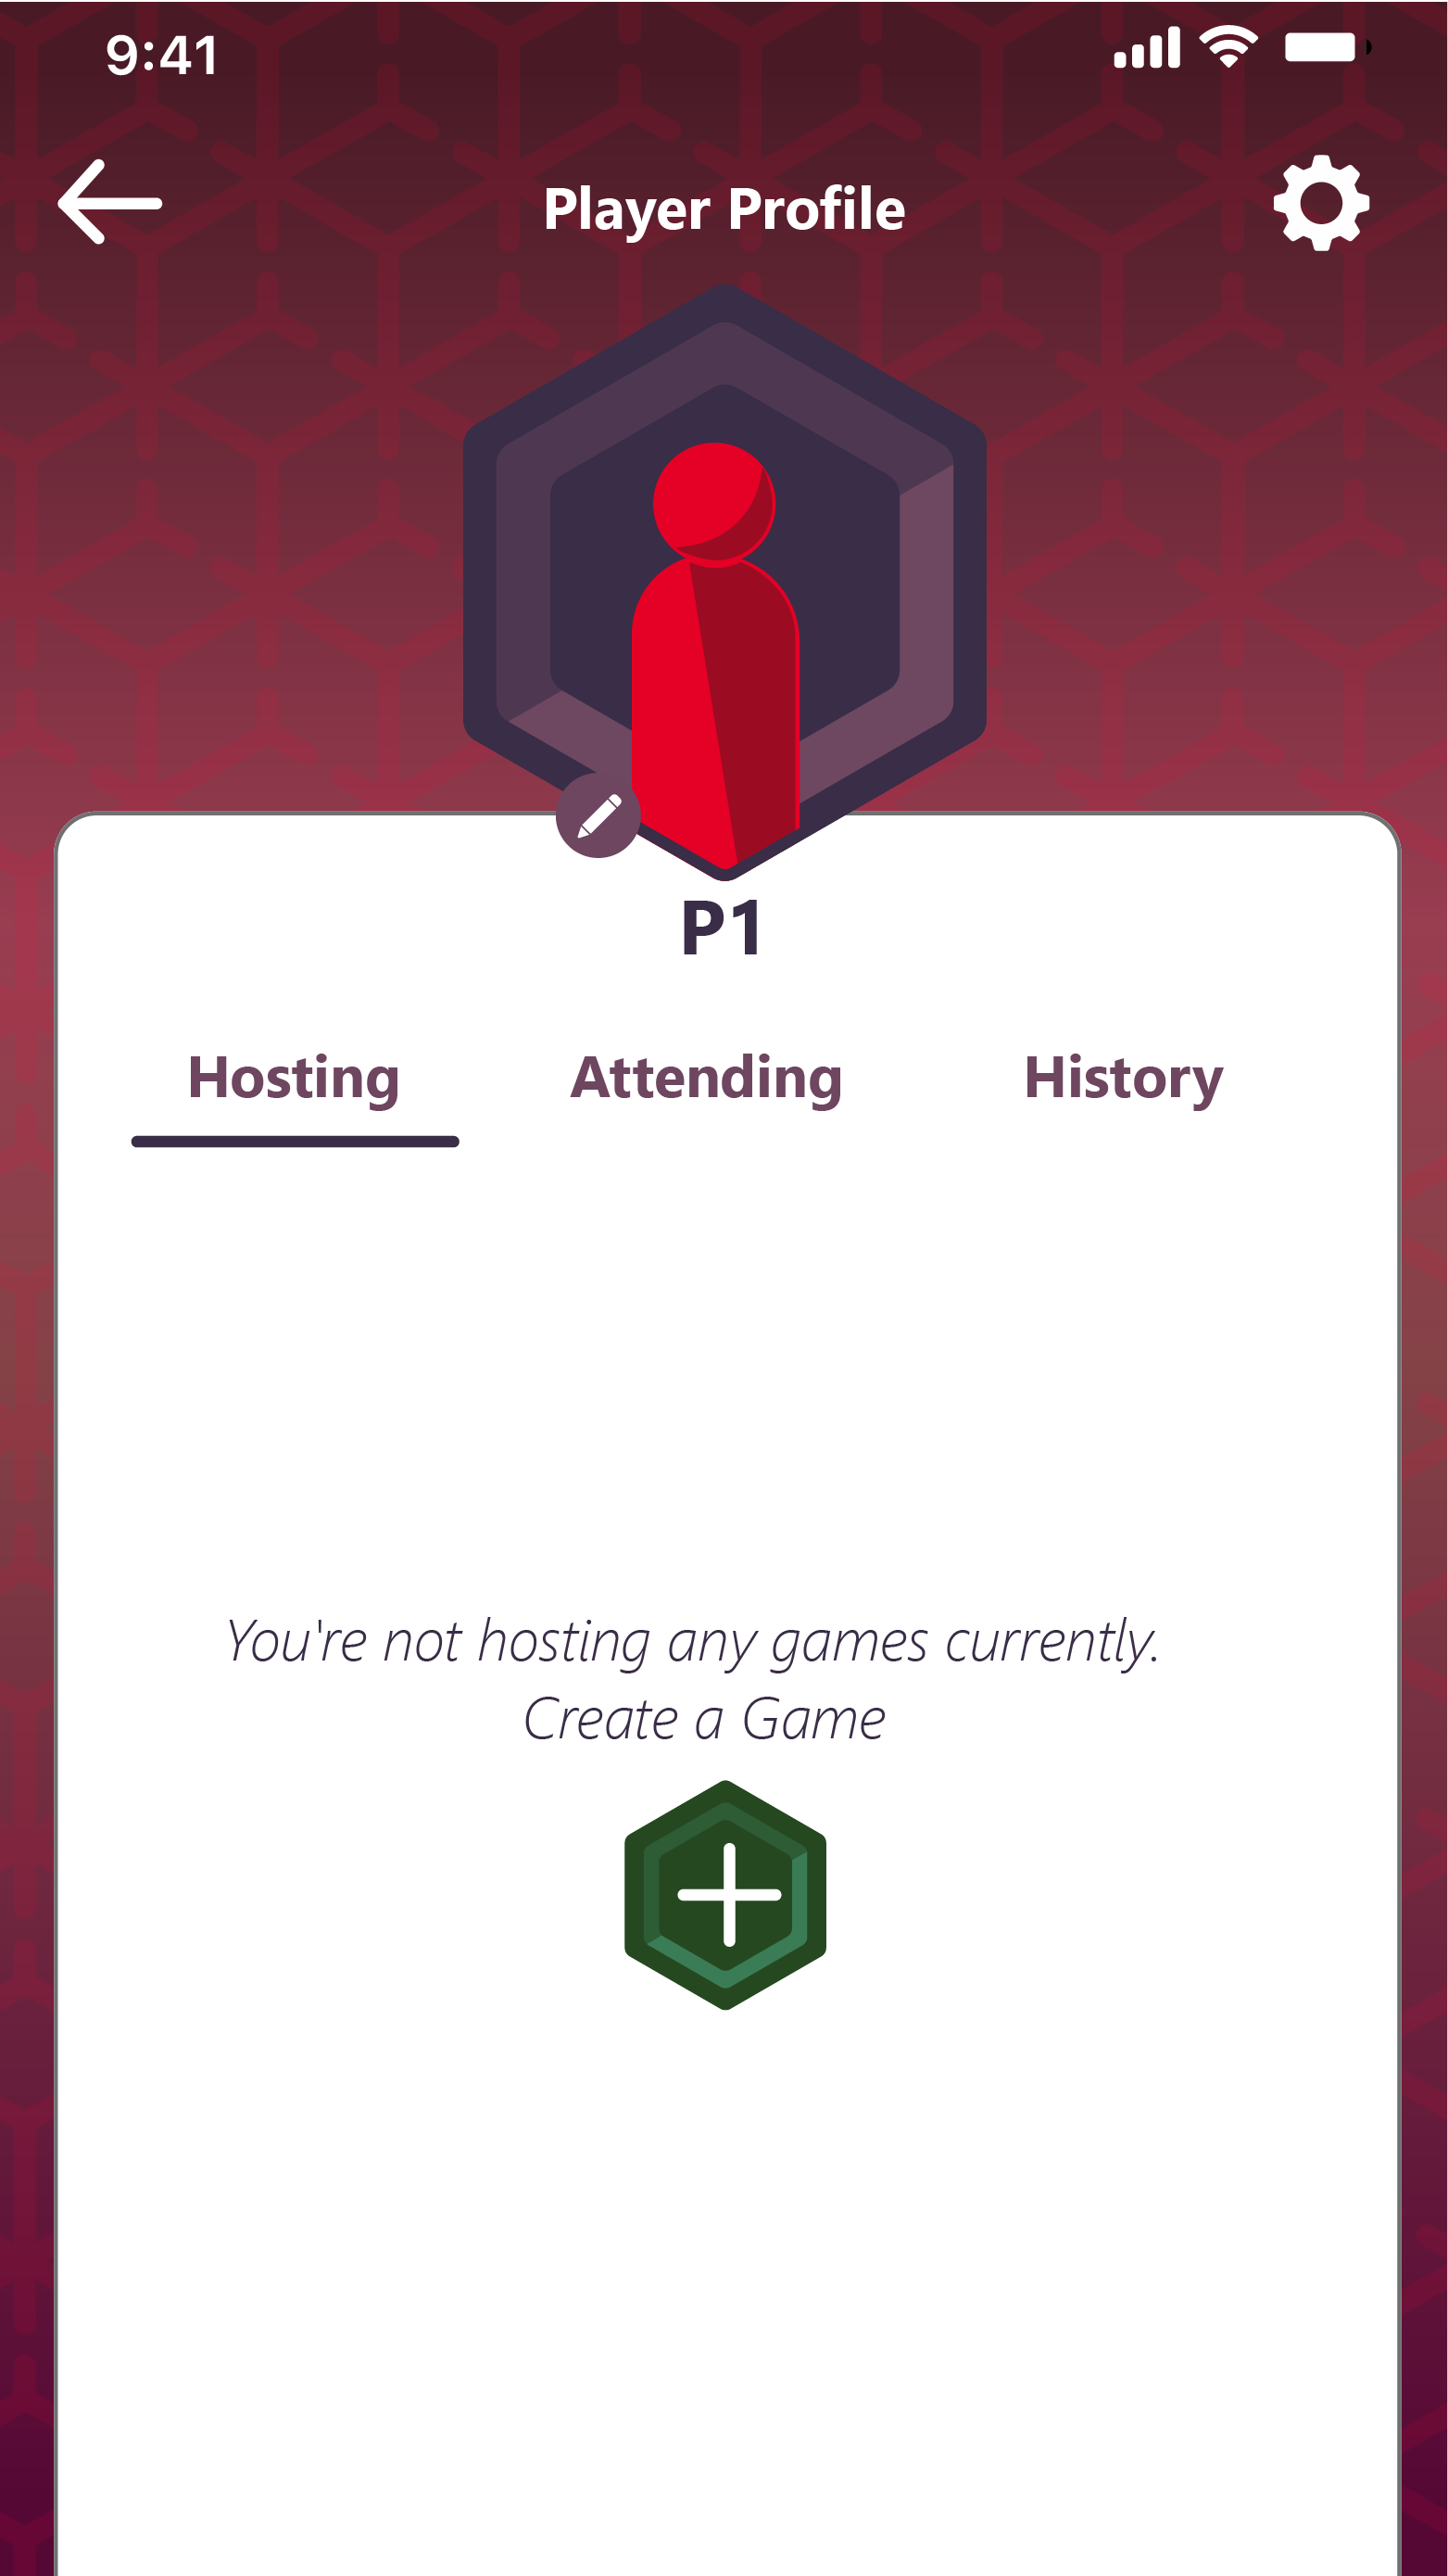 9:41
Player Profile
P1
Hosting Attending History
You're not hosting any games currently.
Create a Game